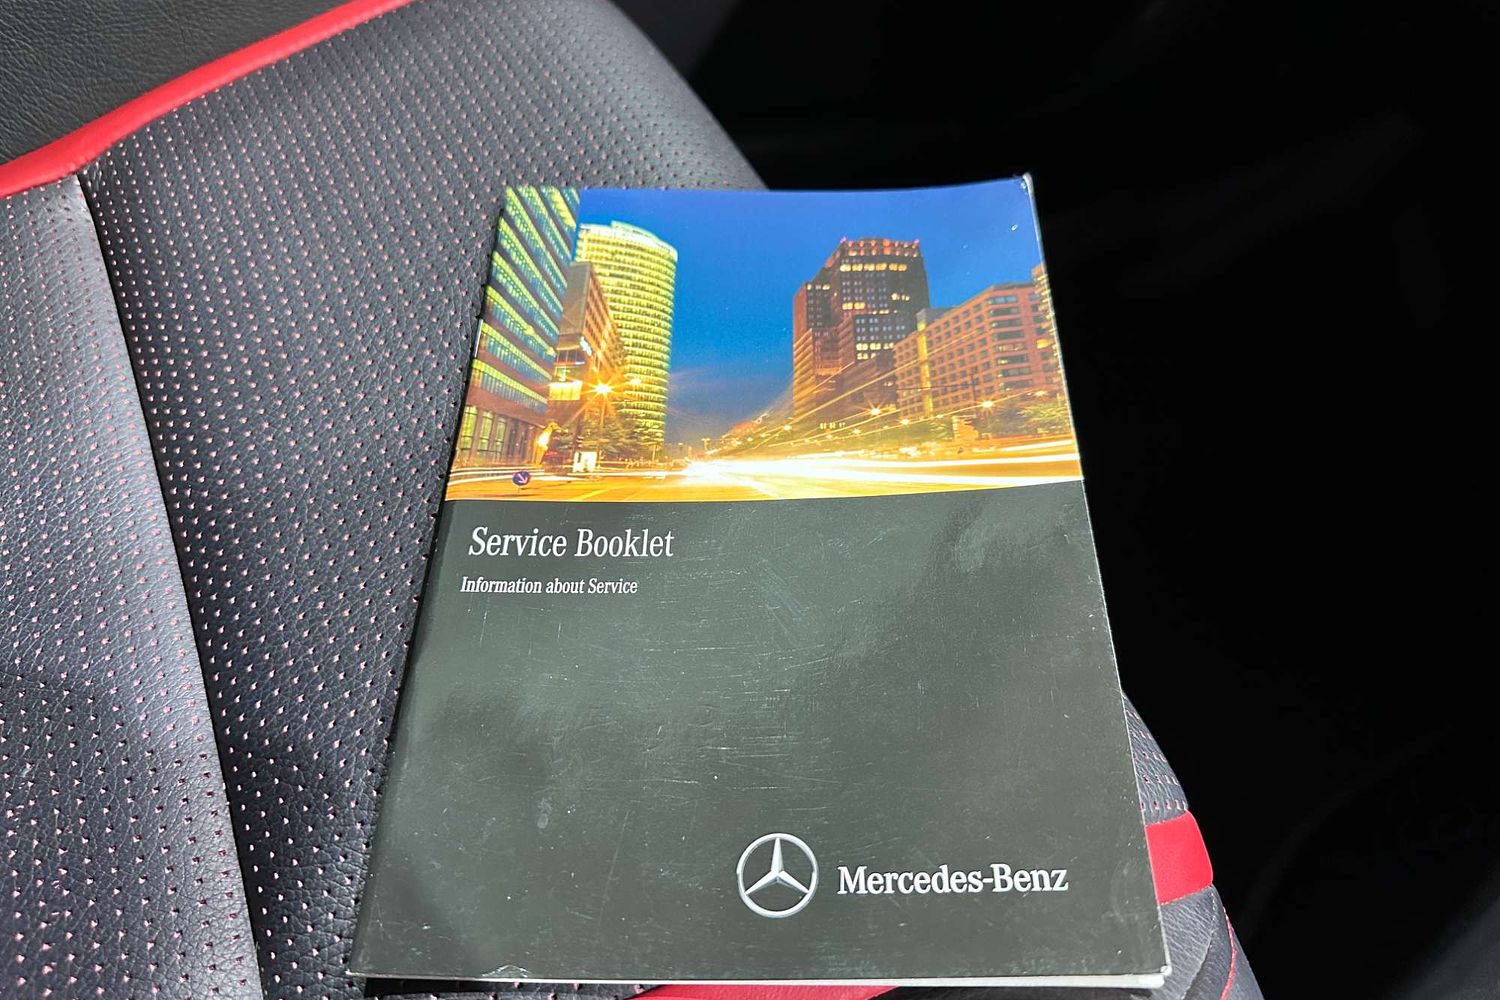 Service Booklet
Information about Service
Mercedes-Benz